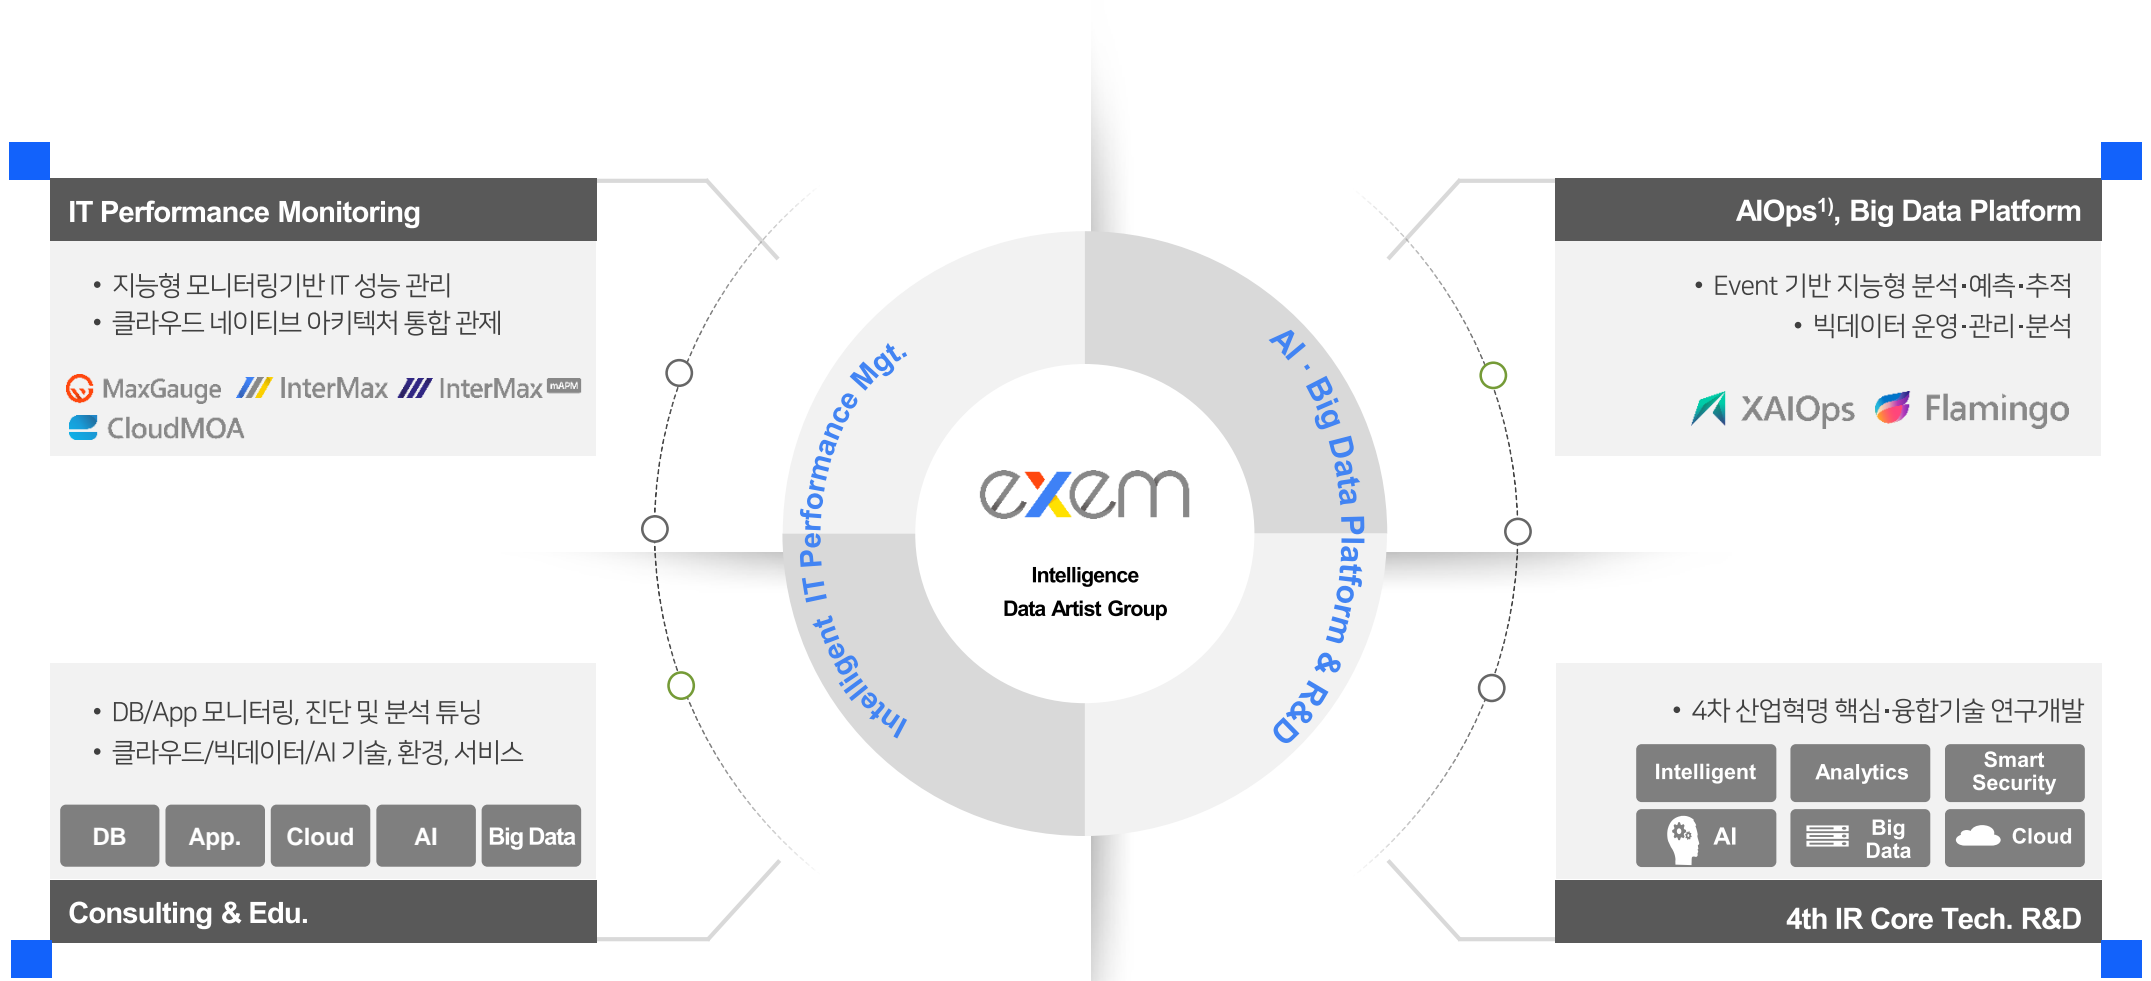 IT Performance Monitoring
• 지능형 모니터링기반 IT 성능 관리
• 클라우드 네이티브 아키텍처 통합 관제
MaxGauge InterMax InterMax mAPM
CloudMOA
AIOps1), Big Data Platform
• Event 기반 지능형 분석·예측·추적
• 빅데이터 운영·관리·분석
XAIOps Flamingo
Intelligent IT Performance Mgt.
AI · Big Data Platform & R&D
exem
Intelligence
Data Artist Group
• DB/App 모니터링, 진단 및 분석 튜닝
• 클라우드/빅데이터/AI 기술, 환경, 서비스
DB App. Cloud AI Big Data
Consulting & Edu.
• 4차 산업혁명 핵심·융합기술 연구개발
Intelligent Analytics Smart
Security
AI Big
Data Cloud
4th IR Core Tech. R&D